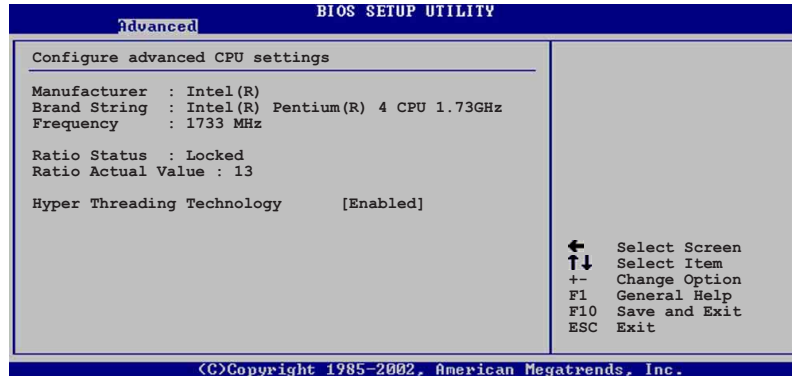 BIOS SETUP UTILITY
Advanced
Configure advanced CPU settings
Manufacturer : Intel(R)
Brand String : Intel(R) Pentium(R) 4 CPU 1.73GHz
Frequency : 1733 MHz
Ratio Status : Locked
Ratio Actual Value : 13
Hyper Threading Technology [Enabled]
← Select Screen
↑↓ Select Item
+- Change Option
F1 General Help
F10 Save and Exit
ESC Exit
(C)Copyright 1985-2002, American Megatrends, Inc.